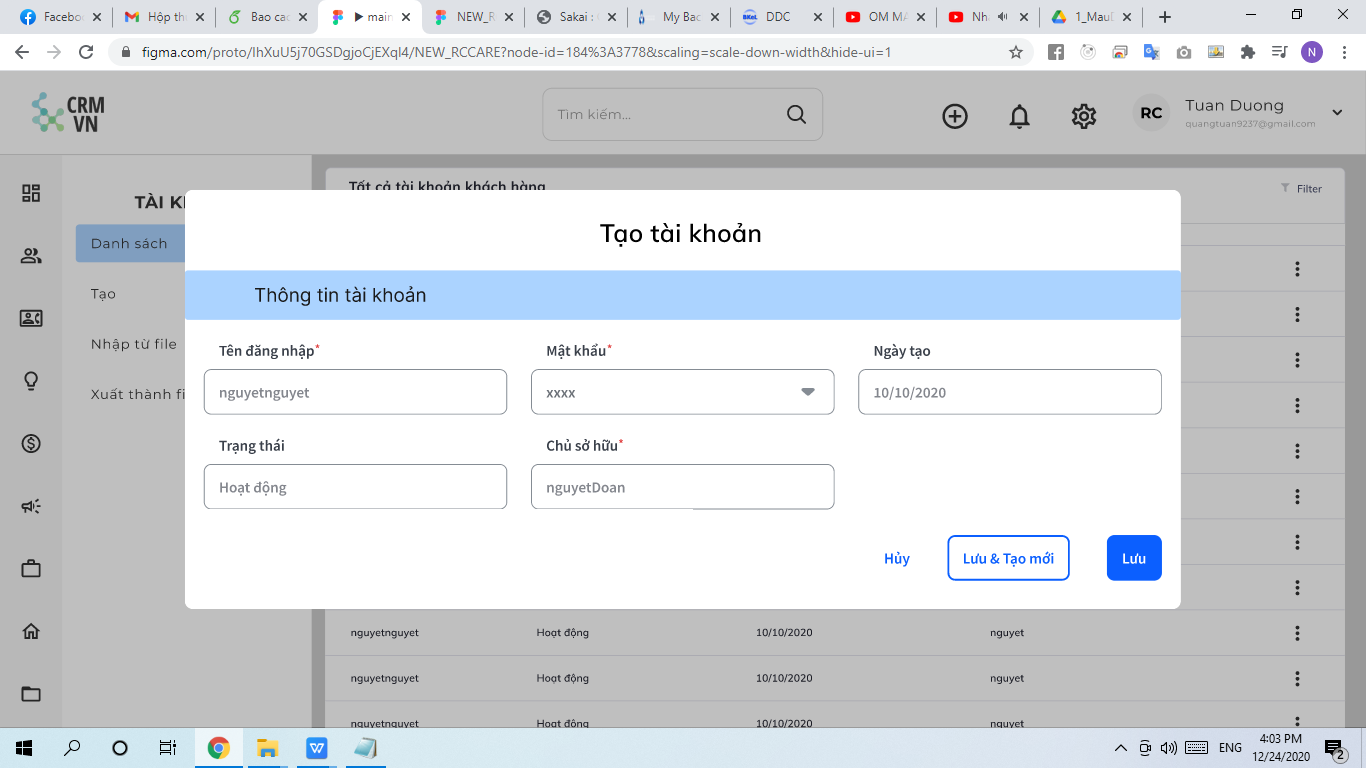 Facebo
Hộp th
Bao cao
main
NEW_R
Sakai :
My Bac
DDC
OM MA
Nh
1_MauD
figma.com/proto/lhXuU5j70GSDgjoCjEXqI4/NEW_RCCARE?node-id=184%3A3778&scaling=scale-down-width&hide-ui=1
N
CRM
VN
Tìm kiếm...
RC
Tuan Duong
quangtuan9237@gmail.com
TÀI K
Tất cả tài khoản khách hàng
Filter
Danh sách
Tạo
Nhập từ file
Xuất thành fi
Tạo tài khoản
Thông tin tài khoản
Tên đăng nhập*
Mật khẩu*
Ngày tạo
nguyetnguyet
xxxx
10/10/2020
Trạng thái
Chủ sở hữu*
Hoạt động
nguyetDoan
Hủy
Lưu & Tạo mới
Lưu
nguyetnguyet Hoạt động 10/10/2020 nguyet
nguyetnguyet Hoạt động 10/10/2020 nguyet
nguyetnguyet Hoạt động 10/10/2020 nguyet
ENG
4:03 PM
12/24/2020
2